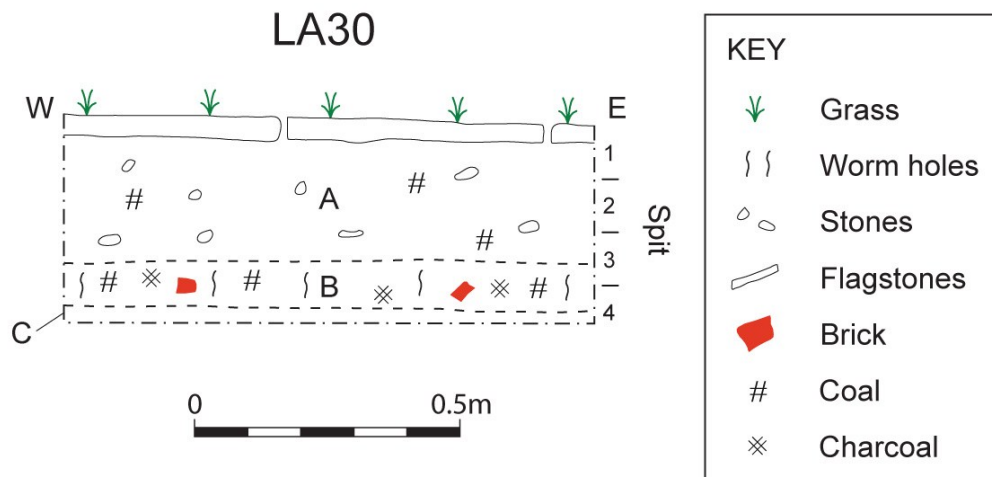 LA30
W
E
1
2
3
4
Spit
A
B
C
0
0.5m
KEY
Grass
Worm holes
Stones
Flagstones
Brick
Coal
Charcoal